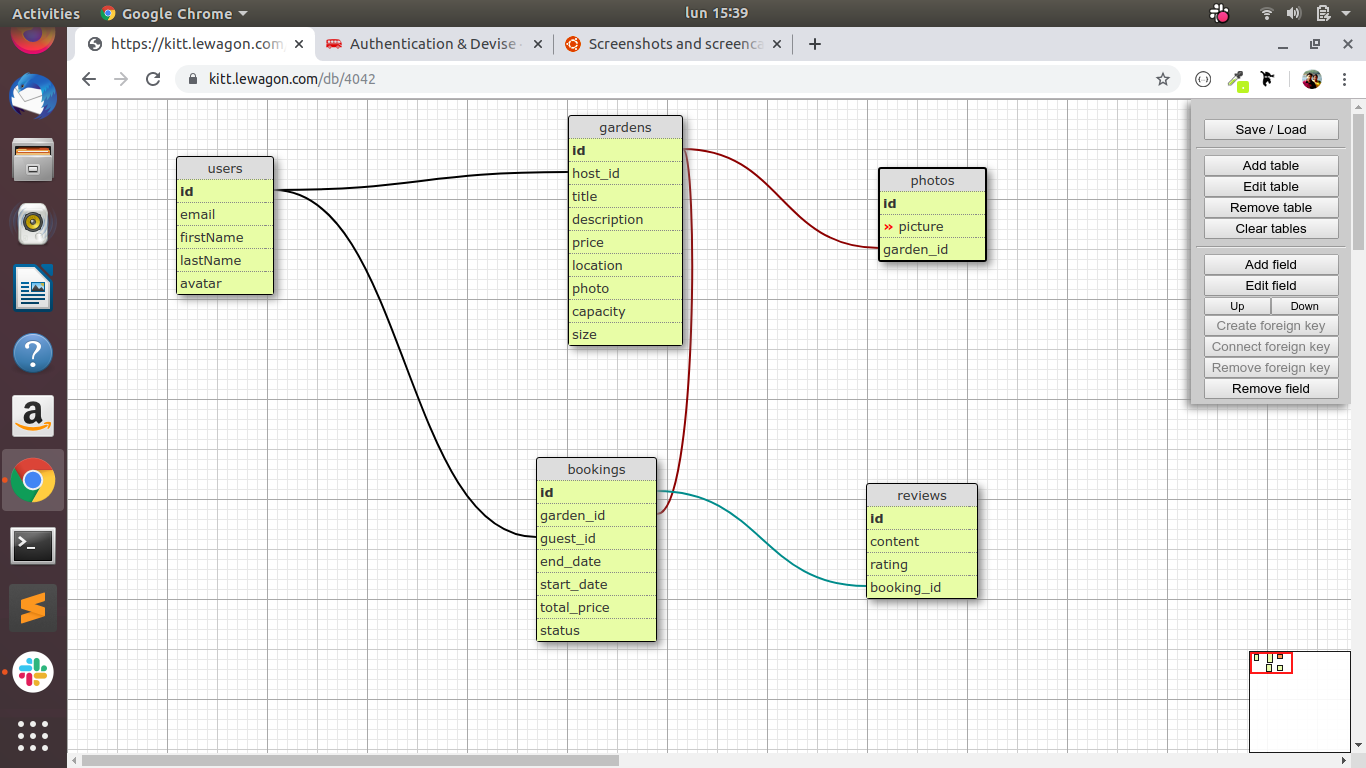 Activities
Google Chrome
lun 15:39
https://kitt.lewagon.com
Authentication & Devise
Screenshots and screenca
kitt.lewagon.com/db/4042
users
id
email
firstName
lastName
avatar
gardens
id
host_id
title
description
price
location
photo
capacity
size
photos
id
» picture
garden_id
bookings
id
garden_id
guest_id
end_date
start_date
total_price
status
reviews
id
content
rating
booking_id
Save / Load
Add table
Edit table
Remove table
Clear tables
Add field
Edit field
Up
Down
Create foreign key
Connect foreign key
Remove foreign key
Remove field